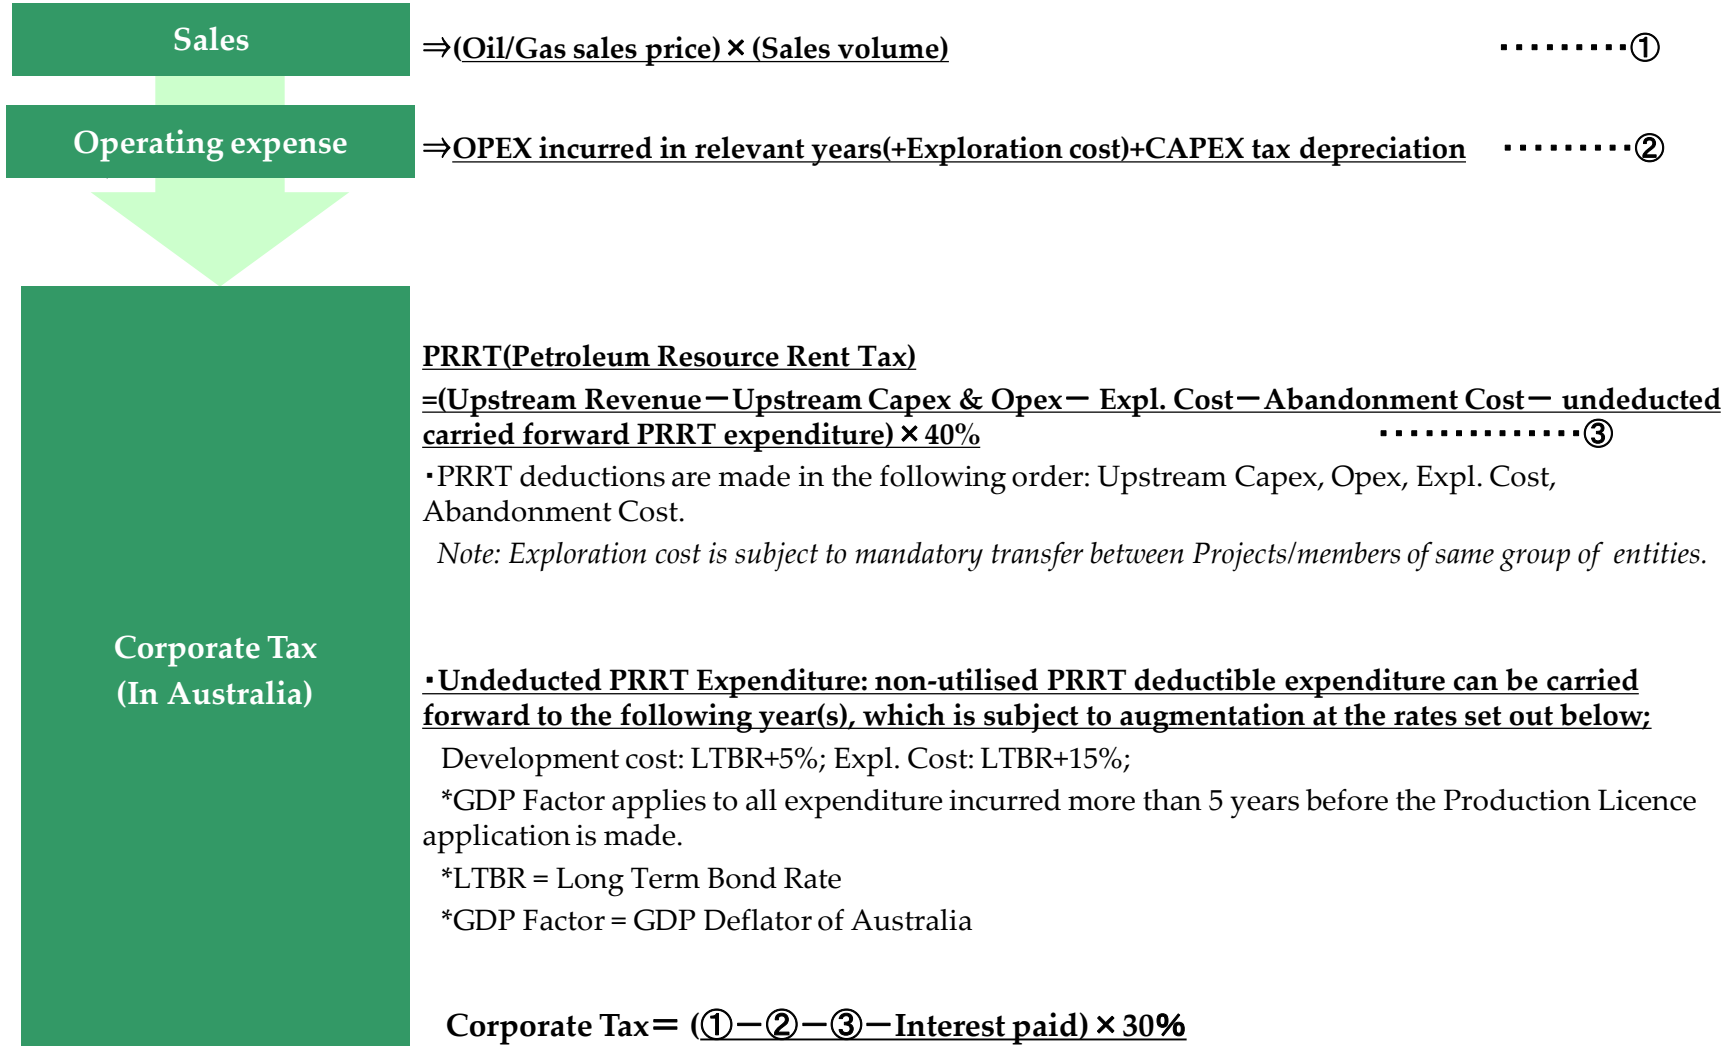 Sales
⇒(Oil/Gas sales price)×(Sales volume) ・・・・・・・・・①
Operating expense
⇒OPEX incurred in relevant years(+Exploration cost)+CAPEX tax depreciation ・・・・・・・・・②
PRRT(Petroleum Resource Rent Tax)
=(Upstream Revenue－Upstream Capex & Opex－ Expl. Cost－Abandonment Cost－ undeducted
carried forward PRRT expenditure)×40% ・・・・・・・・・・・・・・③
・PRRT deductions are made in the following order: Upstream Capex, Opex, Expl. Cost,
Abandonment Cost.
Note: Exploration cost is subject to mandatory transfer between Projects/members of same group of entities.
Corporate Tax
(In Australia)
・Undeducted PRRT Expenditure: non-utilised PRRT deductible expenditure can be carried
forward to the following year(s), which is subject to augmentation at the rates set out below;
Development cost: LTBR+5%; Expl. Cost: LTBR+15%;
*GDP Factor applies to all expenditure incurred more than 5 years before the Production Licence
application is made.
*LTBR = Long Term Bond Rate
*GDP Factor = GDP Deflator of Australia
Corporate Tax＝ (①－②－③－Interest paid)×30%